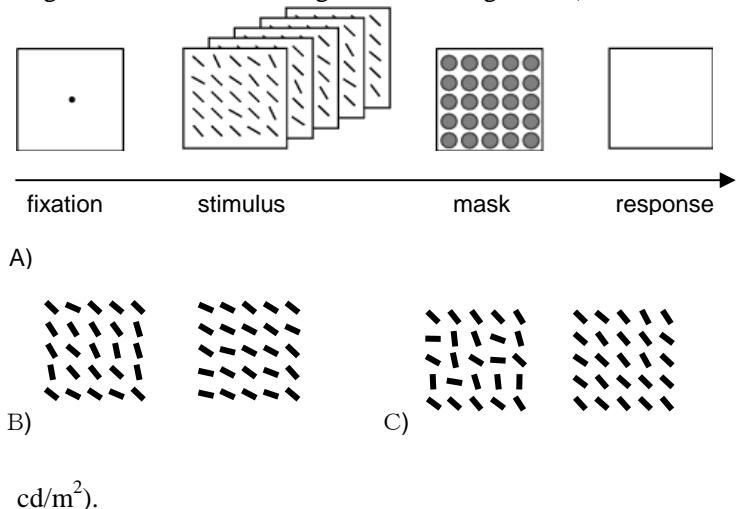 fixation stimulus mask response
A)
B) C)
cd/m²).